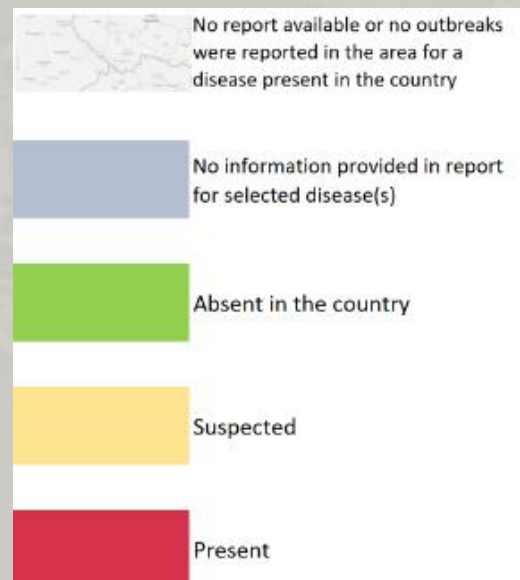 No report available or no outbreaks
were reported in the area for a
disease present in the country
No information provided in report
for selected disease(s)
Absent in the country
Suspected
Present